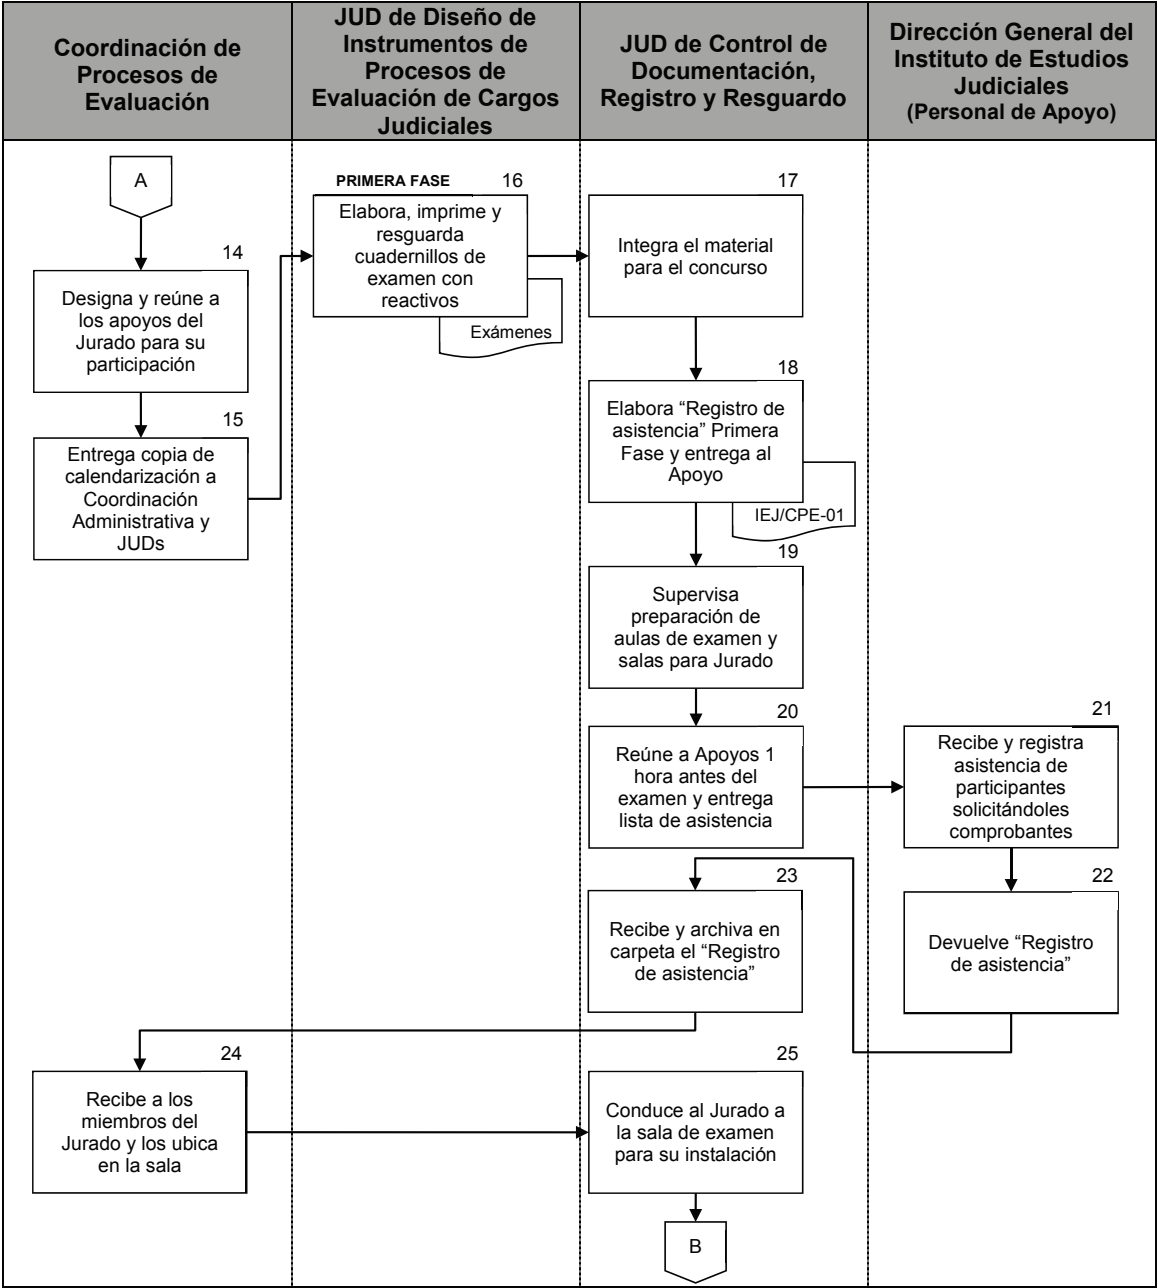 Coordinación de
Procesos de
Evaluación
JUD de Diseño de
Instrumentos de
Procesos de
Evaluación de Cargos
Judiciales
JUD de Control de
Documentación,
Registro y Resguardo
Dirección General del
Instituto de Estudios
Judiciales
(Personal de Apoyo)
A
14
Designa y reúne a
los apoyos del
Jurado para su
participación
15
Entrega copia de
calendarización a
Coordinación
Administrativa y
JUDs
PRIMERA FASE
16
Elabora, imprime y
resguarda
cuadernillos de
examen con
reactivos
Exámenes
17
Integra el material
para el concurso
18
Elabora “Registro de
asistencia” Primera
Fase y entrega al
Apoyo
IEJ/CPE-01
19
Supervisa
preparación de
aulas de examen y
salas para Jurado
20
Reúne a Apoyos 1
hora antes del
examen y entrega
lista de asistencia
21
Recibe y registra
asistencia de
participantes
solicitándoles
comprobantes
22
Devuelve “Registro
de asistencia”
23
Recibe y archiva en
carpeta el “Registro
de asistencia”
24
Recibe a los
miembros del
Jurado y los ubica
en la sala
25
Conduce al Jurado a
la sala de examen
para su instalación
B